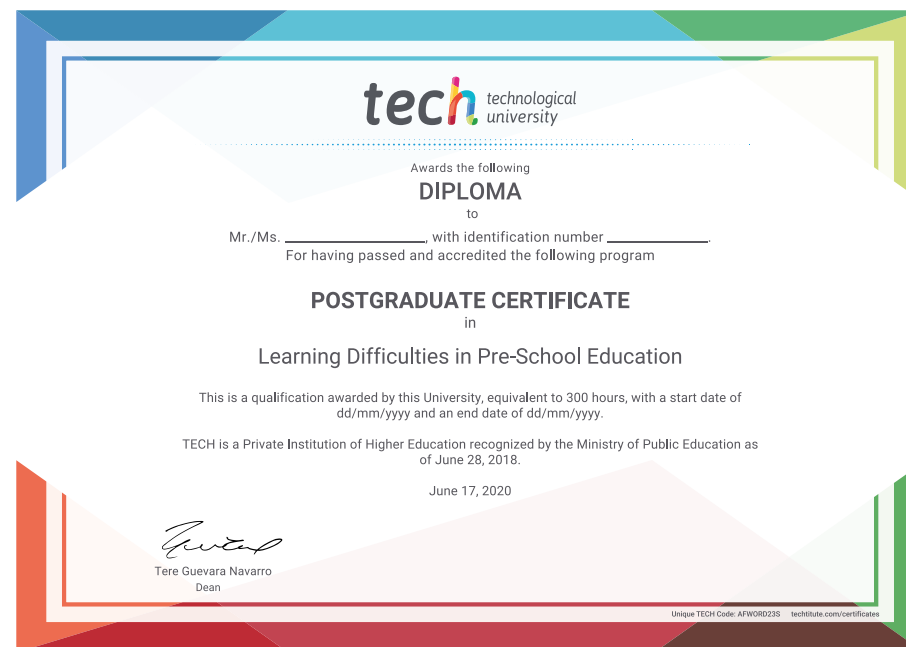 tech technological
university
Awards the following
DIPLOMA
to
Mr./Ms. ____________________, with identification number ______________.
For having passed and accredited the following program
POSTGRADUATE CERTIFICATE
in
Learning Difficulties in Pre-School Education
This is a qualification awarded by this University, equivalent to 300 hours, with a start date of
dd/mm/yyyy and an end date of dd/mm/yyyy.
TECH is a Private Institution of Higher Education recognized by the Ministry of Public Education as
of June 28, 2018.
June 17, 2020
Tere Guevara Navarro
Dean
Unique TECH Code: AFWORD23S techtitute.com/certificates